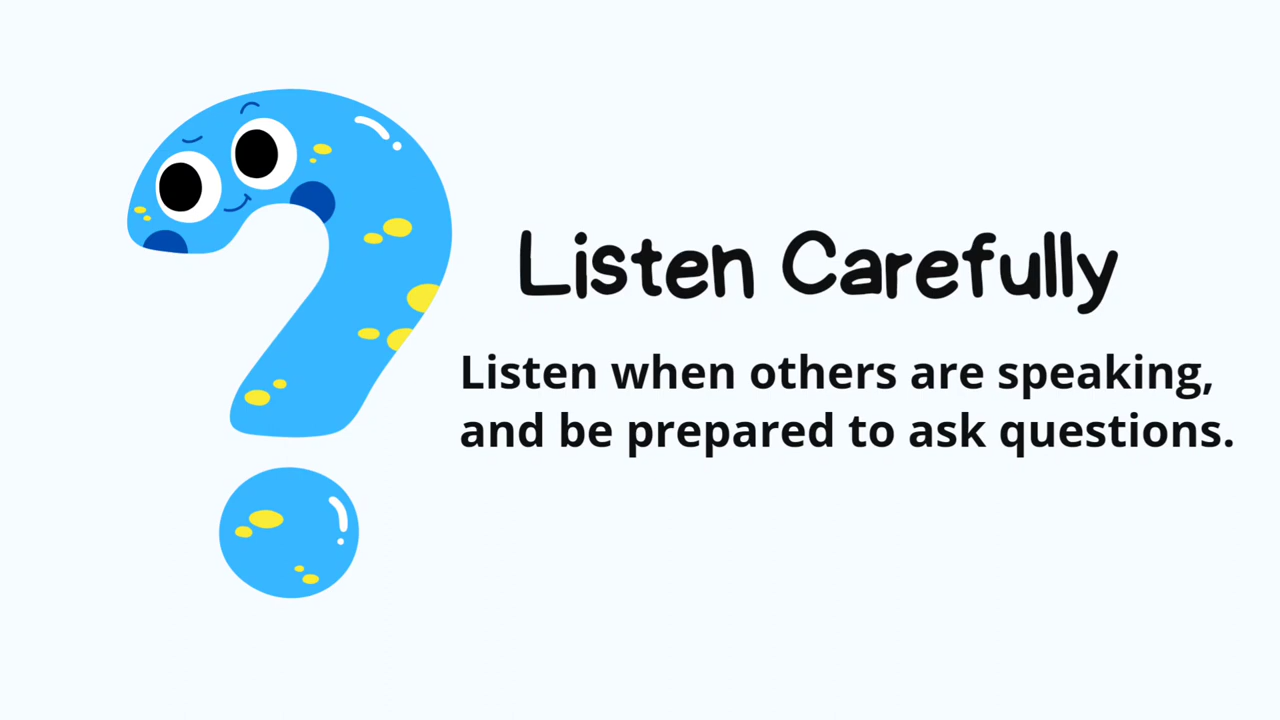 Listen Carefully
Listen when others are speaking,
and be prepared to ask questions.